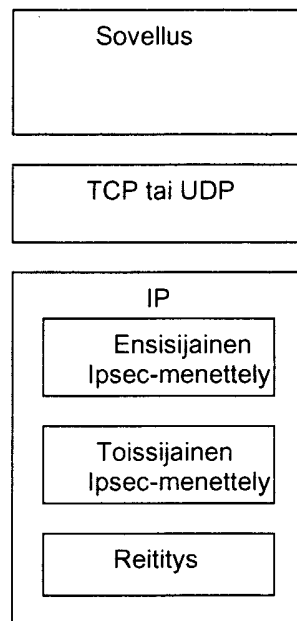 Sovellus
TCP tai UDP
IP
Ensisijainen
Ipsec-menettely
Toissijainen
Ipsec-menettely
Reititys